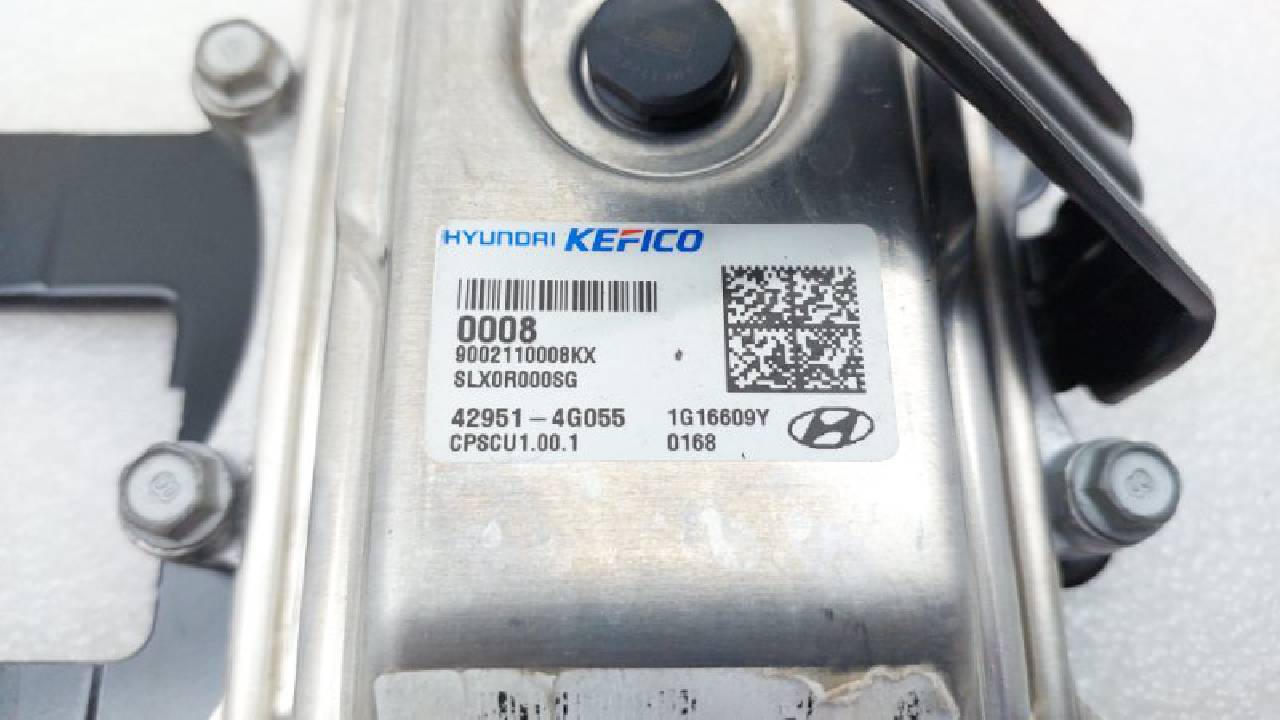 HYUNDAI KEFICO
0008
9002110008KX
SLX0R000SG
42951-4G055 1G16609Y
CPSCU1.00.1 0168